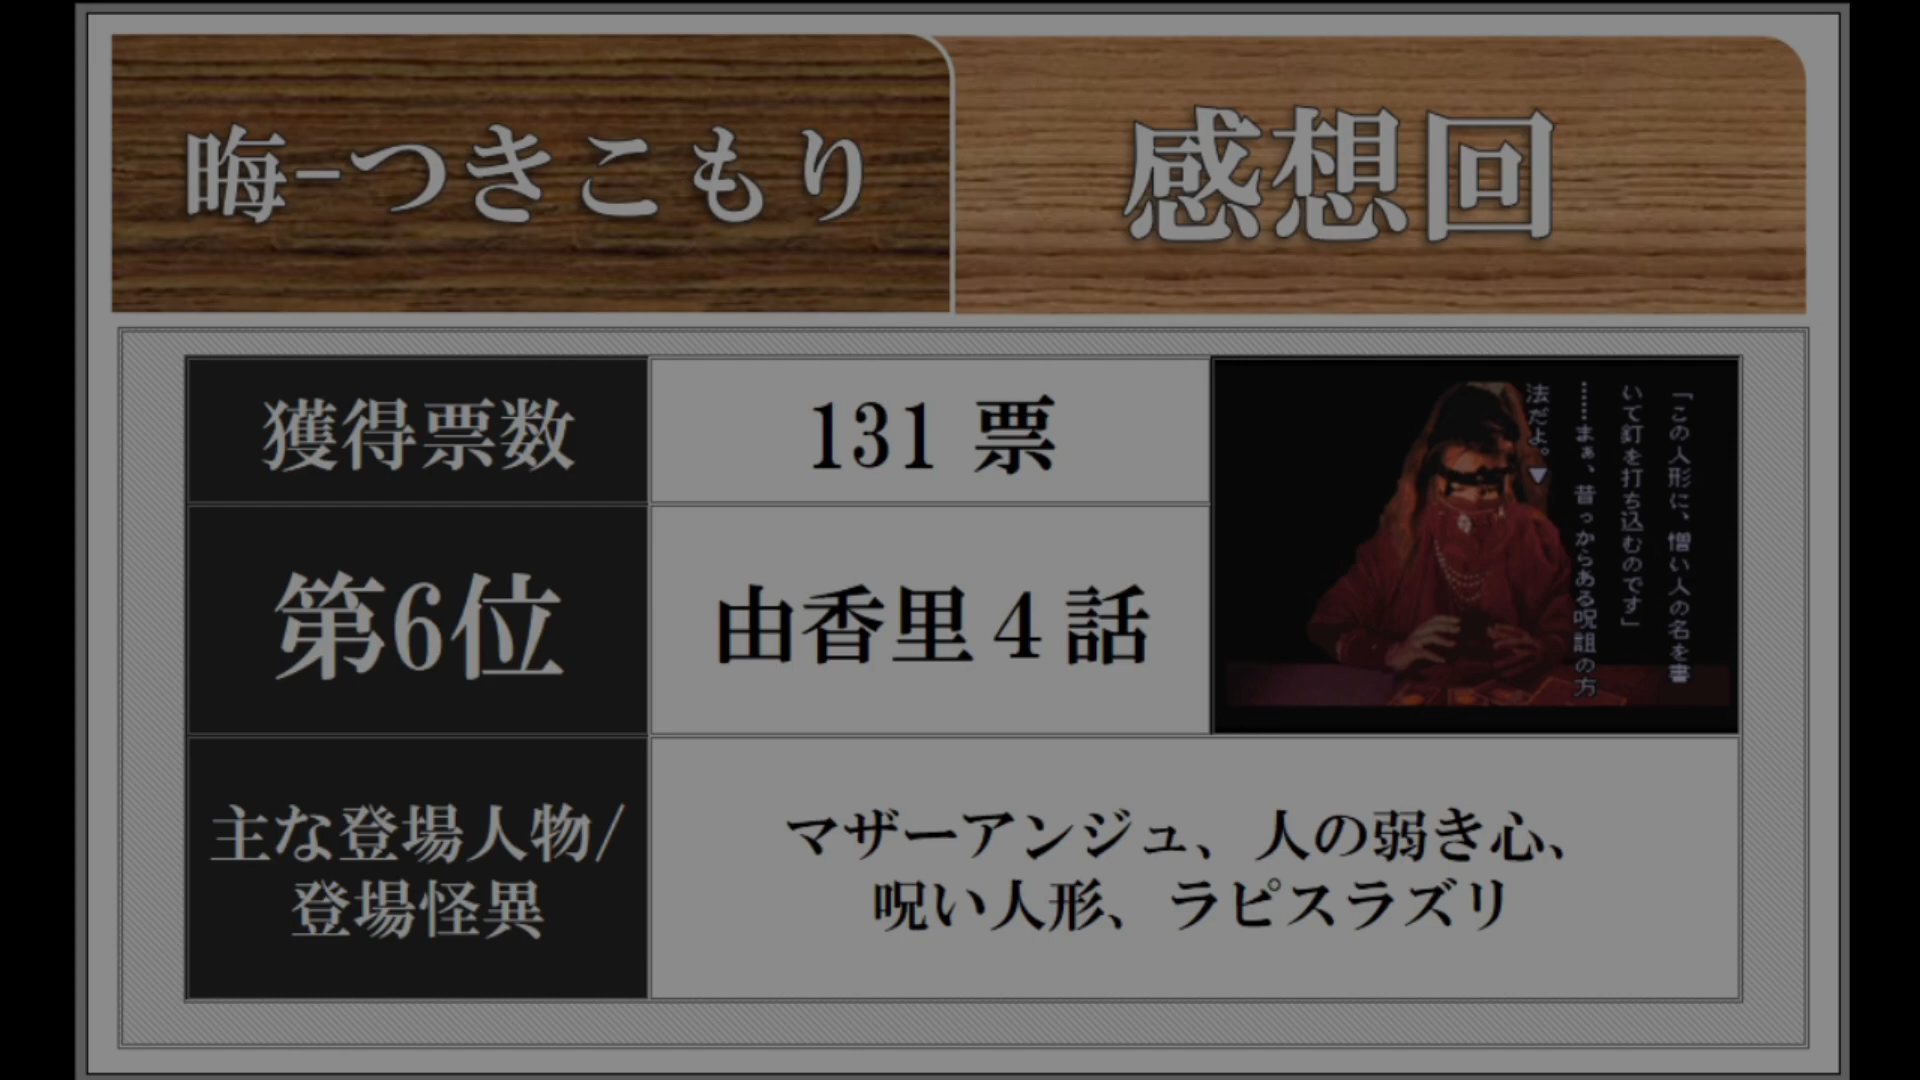 晦-つきこもり
感想回
獲得票数
131 票
第6位
由香里4話
「この人形に、憎い人の名を書
いて釘を打ち込むのです」
……まぁ、昔っからある呪詛の方
法だよ。▼
主な登場人物/
登場怪異
マザーアンジュ、人の弱き心、
呪い人形、ラピスラズリ